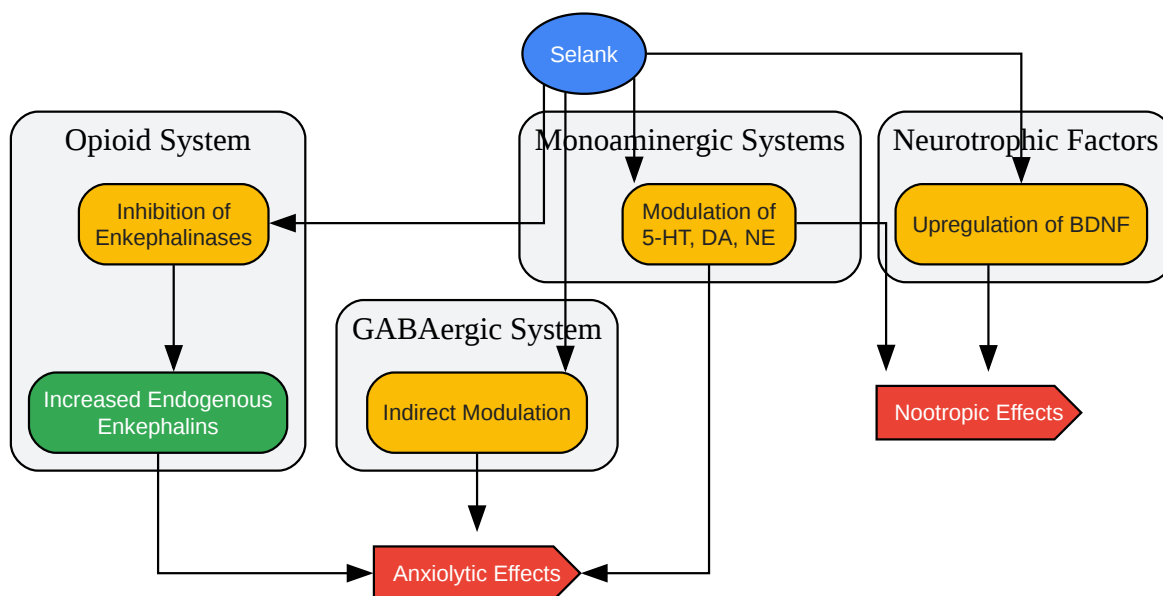 Selank
Opioid System
Monoaminergic Systems
Neurotrophic Factors
Inhibition of
Enkephalinases
Modulation of
5-HT, DA, NE
Upregulation of BDNF
GABAergic System
Increased Endogenous
Enkephalins
Indirect Modulation
Nootropic Effects
Anxiolytic Effects